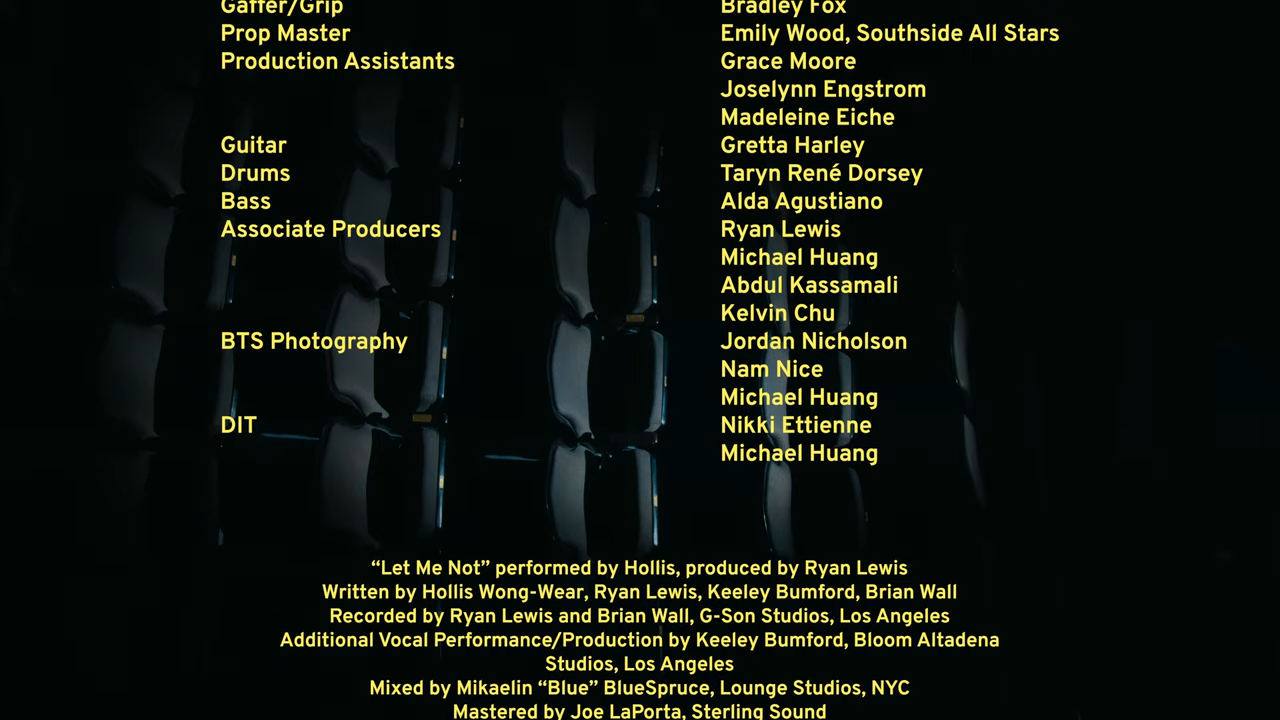 Gaffer/Grip Bradley Fox
Prop Master Emily Wood, Southside All Stars
Production Assistants Grace Moore
Joselynn Engstrom
Madeleine Eiche
Guitar Gretta Harley
Drums Taryn René Dorsey
Bass Alda Agustiano
Associate Producers Ryan Lewis
Michael Huang
Abdul Kassamali
Kelvin Chu
BTS Photography Jordan Nicholson
Nam Nice
Michael Huang
DIT Nikki Ettienne
Michael Huang
“Let Me Not” performed by Hollis, produced by Ryan Lewis
Written by Hollis Wong-Wear, Ryan Lewis, Keeley Bumford, Brian Wall
Recorded by Ryan Lewis and Brian Wall, G-Son Studios, Los Angeles
Additional Vocal Performance/Production by Keeley Bumford, Bloom Altadena
Studios, Los Angeles
Mixed by Mikaelin “Blue” BlueSpruce, Lounge Studios, NYC
Mastered by Joe LaPorta, Sterling Sound